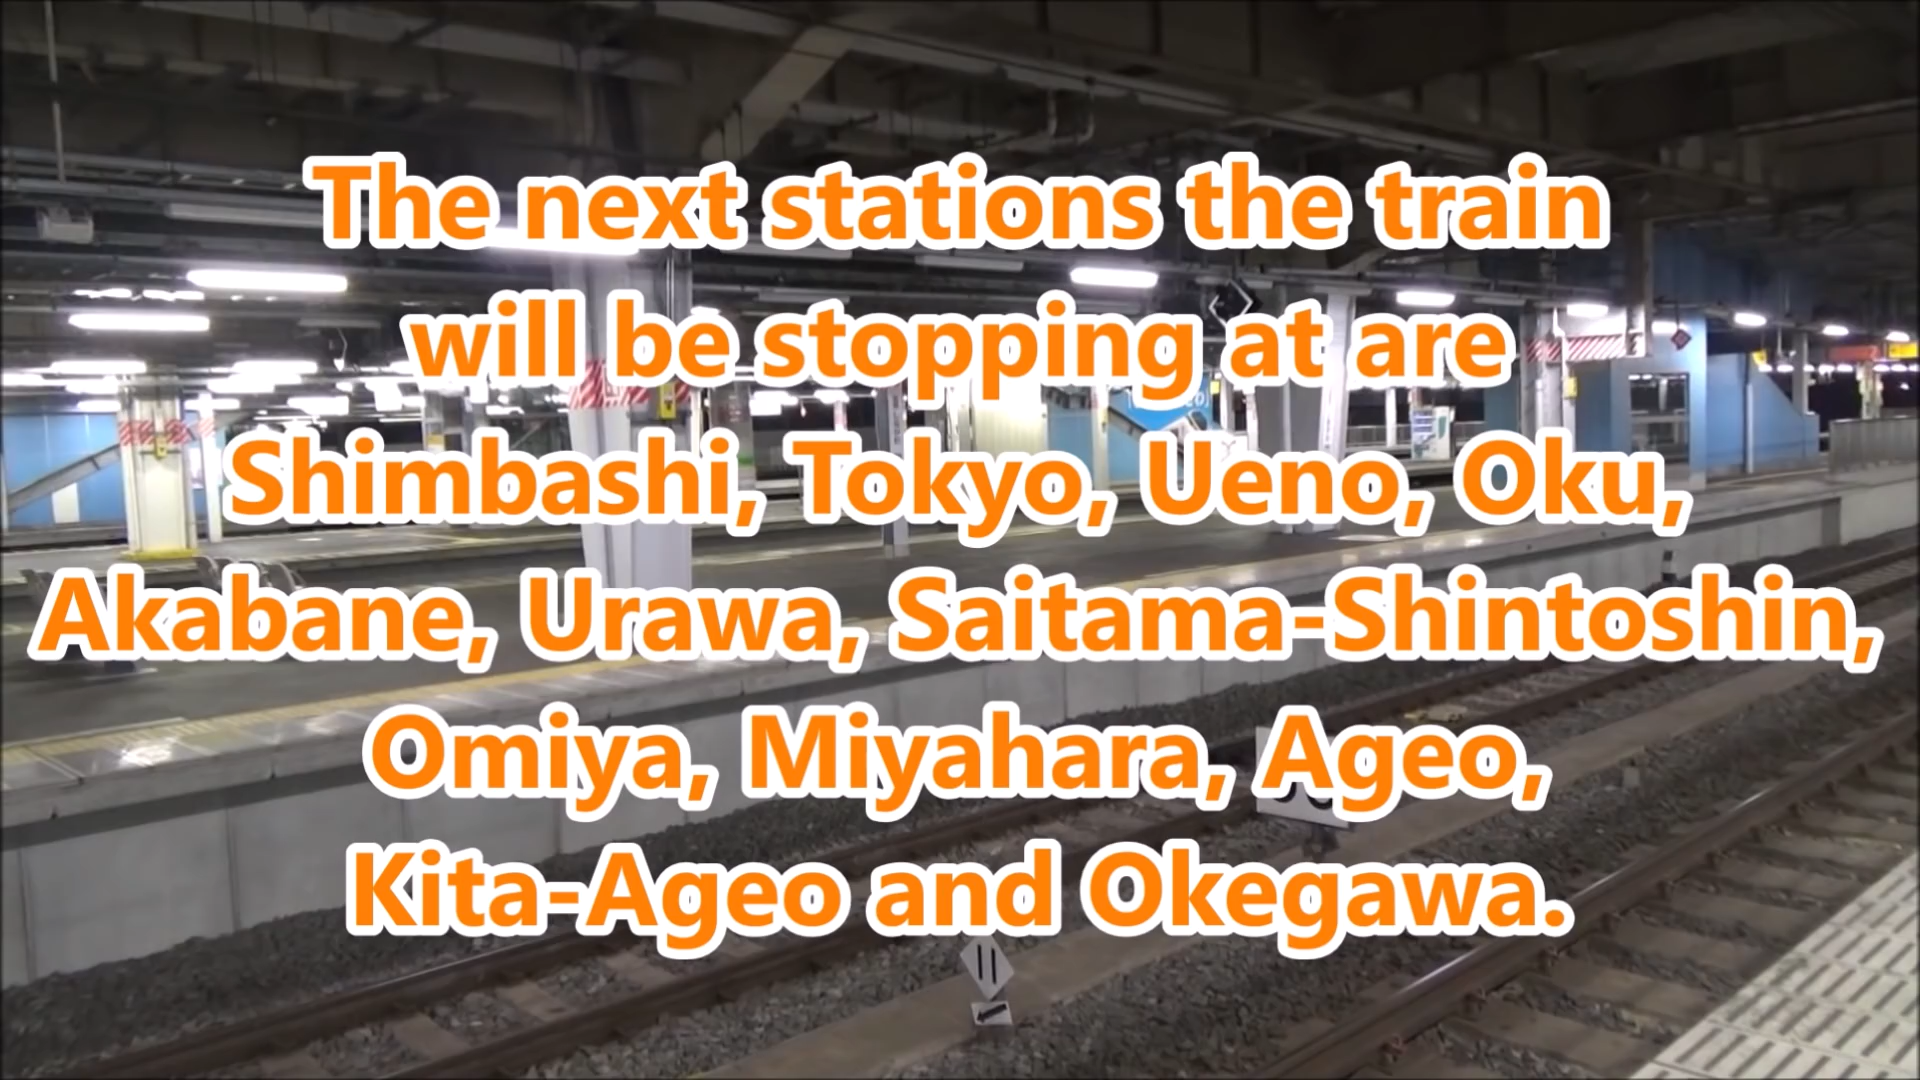 The next stations the train
will be stopping at are
Shimbashi, Tokyo, Ueno, Oku,
Akabane, Urawa, Saitama-Shintoshin,
Omiya, Miyahara, Ageo,
Kita-Ageo and Okegawa.
11